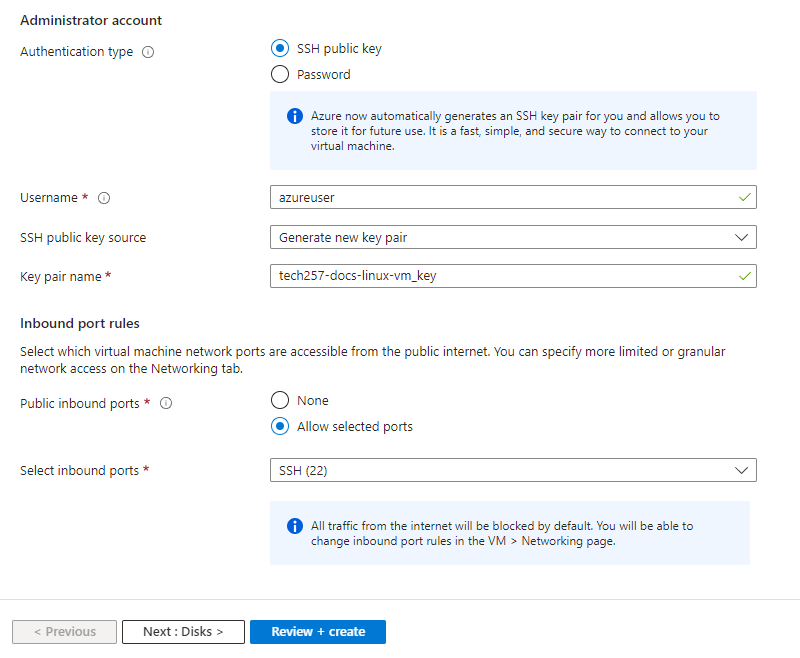 Administrator account
Authentication type
SSH public key
Password
Azure now automatically generates an SSH key pair for you and allows you to
store it for future use. It is a fast, simple, and secure way to connect to your
virtual machine.
Username *
azureuser
SSH public key source
Generate new key pair
Key pair name *
tech257-docs-linux-vm_key
Inbound port rules
Select which virtual machine network ports are accessible from the public internet. You can specify more limited or granular
network access on the Networking tab.
Public inbound ports *
None
Allow selected ports
Select inbound ports *
SSH (22)
All traffic from the internet will be blocked by default. You will be able to
change inbound port rules in the VM > Networking page.
< Previous
Next : Disks >
Review + create